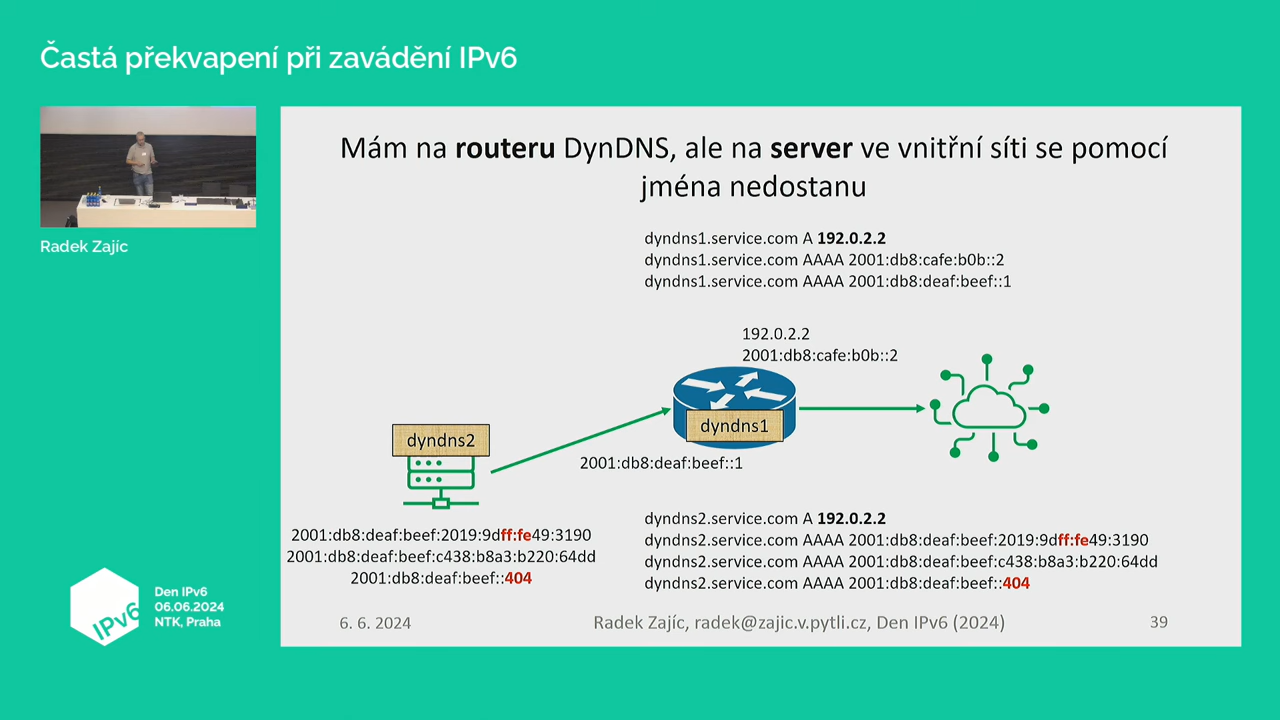 Častá překvapení při zavádění IPv6
Radek Zajíc
Mám na routeru DynDNS, ale na server ve vnitřní síti se pomocí
jména nedostanu
dyndns1.service.com A 192.0.2.2
dyndns1.service.com AAAA 2001:db8:cafe:b0b::2
dyndns1.service.com AAAA 2001:db8:deaf:beef::1
192.0.2.2
2001:db8:cafe:b0b::2
dyndns1
dyndns2
2001:db8:deaf:beef::1
2001:db8:deaf:beef:2019:9dff:fe49:3190
2001:db8:deaf:beef:c438:b8a3:b220:64dd
2001:db8:deaf:beef::404
dyndns2.service.com A 192.0.2.2
dyndns2.service.com AAAA 2001:db8:deaf:beef:2019:9dff:fe49:3190
dyndns2.service.com AAAA 2001:db8:deaf:beef:c438:b8a3:b220:64dd
dyndns2.service.com AAAA 2001:db8:deaf:beef::404
6. 6. 2024
Radek Zajíc, radek@zajic.v.pytli.cz, Den IPv6 (2024)
39
IPv6
Den IPv6
06.06.2024
NTK, Praha